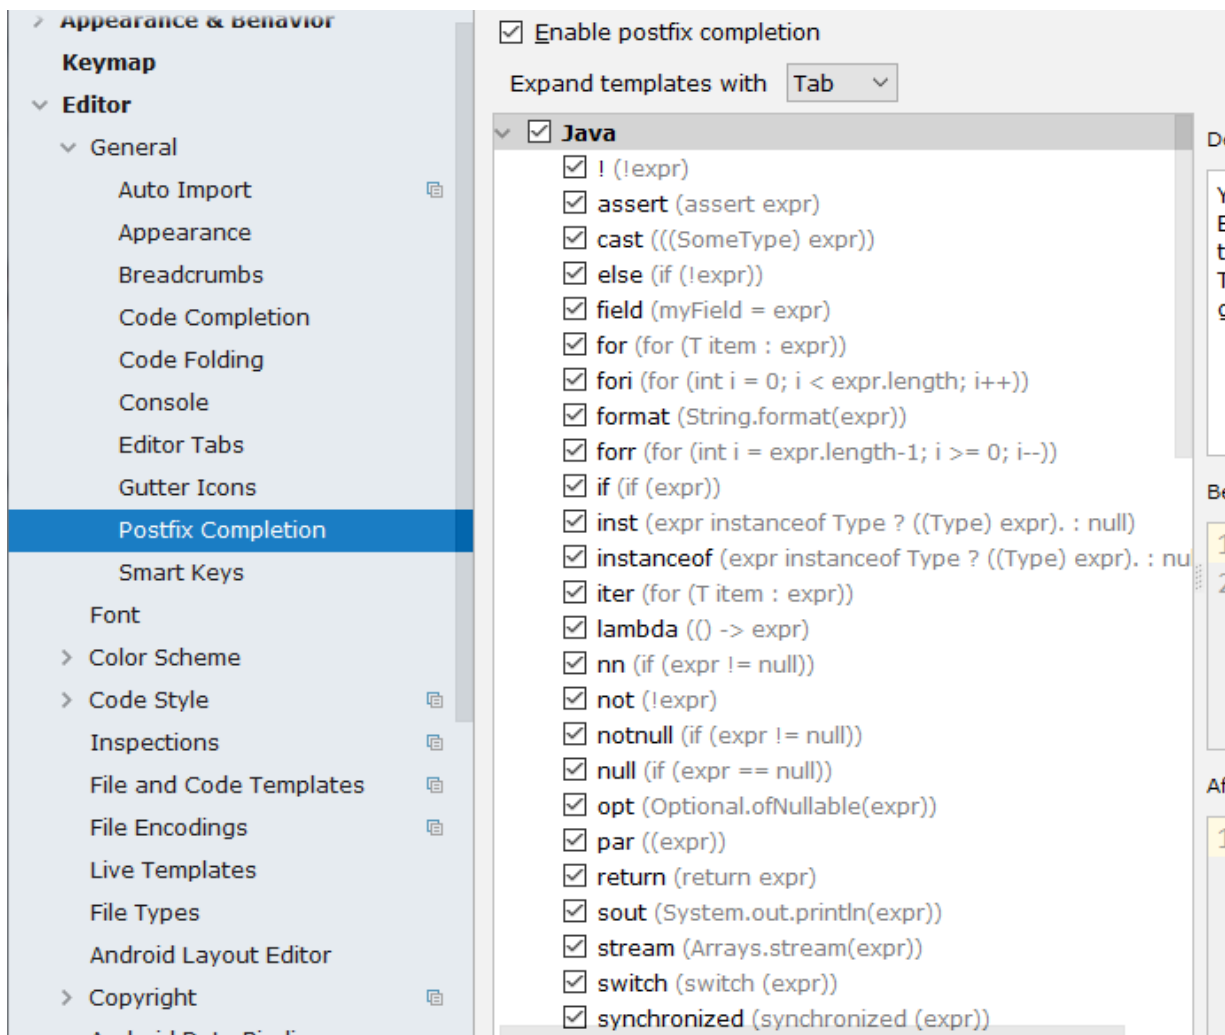 Appearance & Behavior
Keymap
Editor
General
Auto Import
Appearance
Breadcrumbs
Code Completion
Code Folding
Console
Editor Tabs
Gutter Icons
Postfix Completion
Smart Keys
Font
Color Scheme
Code Style
Inspections
File and Code Templates
File Encodings
Live Templates
File Types
Android Layout Editor
Copyright
Enable postfix completion
Expand templates with Tab
Java
! (!expr)
assert (assert expr)
cast (((SomeType) expr))
else (if (!expr))
field (myField = expr)
for (for (T item : expr))
fori (for (int i = 0; i < expr.length; i++))
format (String.format(expr))
forr (for (int i = expr.length-1; i >= 0; i--))
if (if (expr))
inst (expr instanceof Type ? ((Type) expr). : null)
instanceof (expr instanceof Type ? ((Type) expr). : nu
iter (for (T item : expr))
lambda (() -> expr)
nn (if (expr != null))
not (!expr)
notnull (if (expr != null))
null (if (expr == null))
opt (Optional.ofNullable(expr))
par ((expr))
return (return expr)
sout (System.out.println(expr))
stream (Arrays.stream(expr))
switch (switch (expr))
synchronized (synchronized (expr))